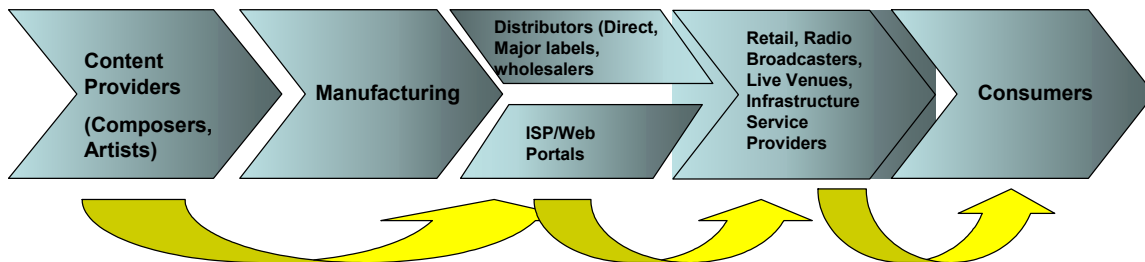 Content
Providers
(Composers,
Artists)
Manufacturing
Distributors (Direct,
Major labels,
wholesalers
ISP/Web
Portals
Retail, Radio
Broadcasters,
Live Venues,
Infrastructure
Service
Providers
Consumers